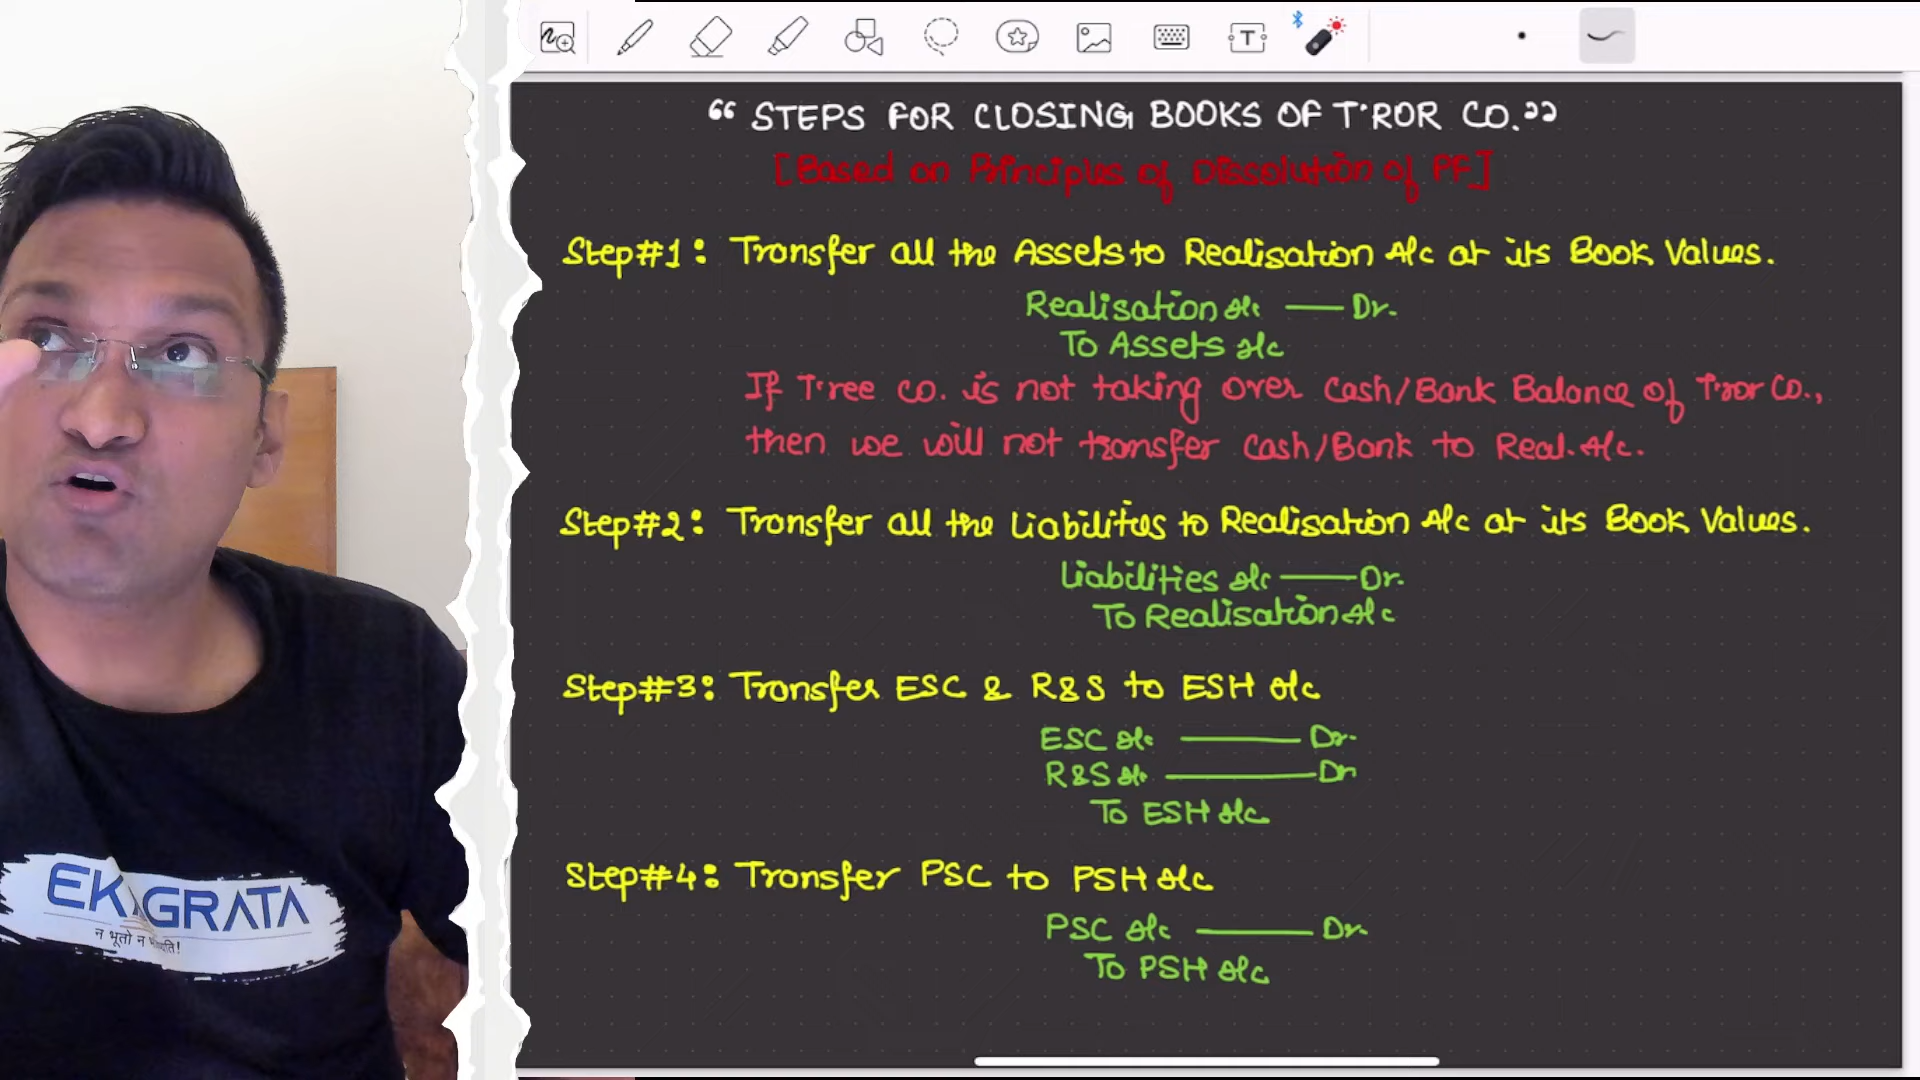 “ STEPS FOR CLOSING BOOKS OF T'ROR CO.”
[Based on Principles of Dissolution of PF]
Step#1: Transfer all the Assets to Realisation A/c at its Book Values.
Realisation A/c —— Dr.
To Assets A/c
If T'ree co. is not taking over Cash/Bank Balance of T'ror Co.,
then we will not transfer Cash/Bank to Real. A/c.
Step#2: Transfer all the Liabilities to Realisation A/c at its Book Values.
Liabilities A/c —— Dr.
To Realisation A/c
Step#3: Transfer ESC & R&S to ESH A/c
ESC A/c —— Dr.
R&S A/c —— Dr
To ESH A/c
Step#4: Transfer PSC to PSH A/c
PSC A/c —— Dr.
To PSH A/c
EKAGRATA
न भूतो न